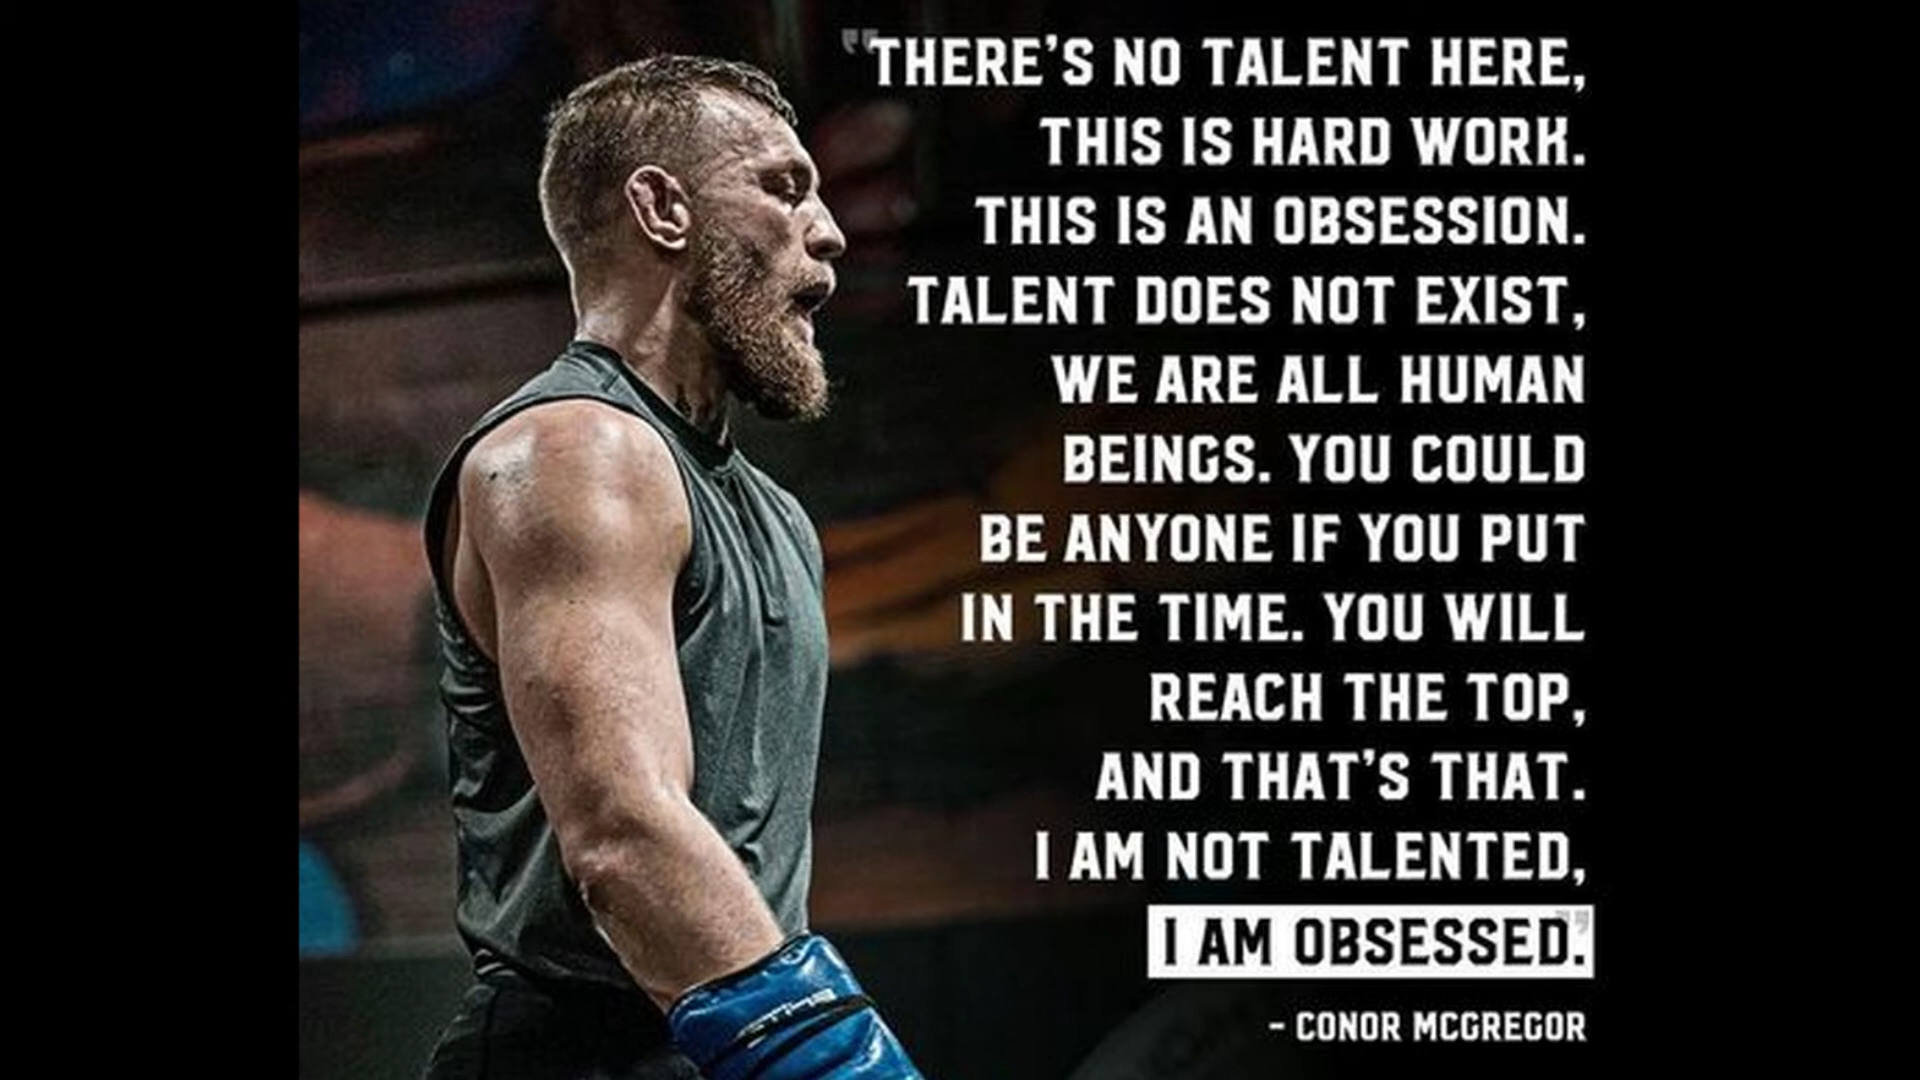 "THERE'S NO TALENT HERE,
THIS IS HARD WORK.
THIS IS AN OBSESSION.
TALENT DOES NOT EXIST,
WE ARE ALL HUMAN
BEINGS. YOU COULD
BE ANYONE IF YOU PUT
IN THE TIME. YOU WILL
REACH THE TOP,
AND THAT'S THAT.
I AM NOT TALENTED,
I AM OBSESSED."
- CONOR MCGREGOR